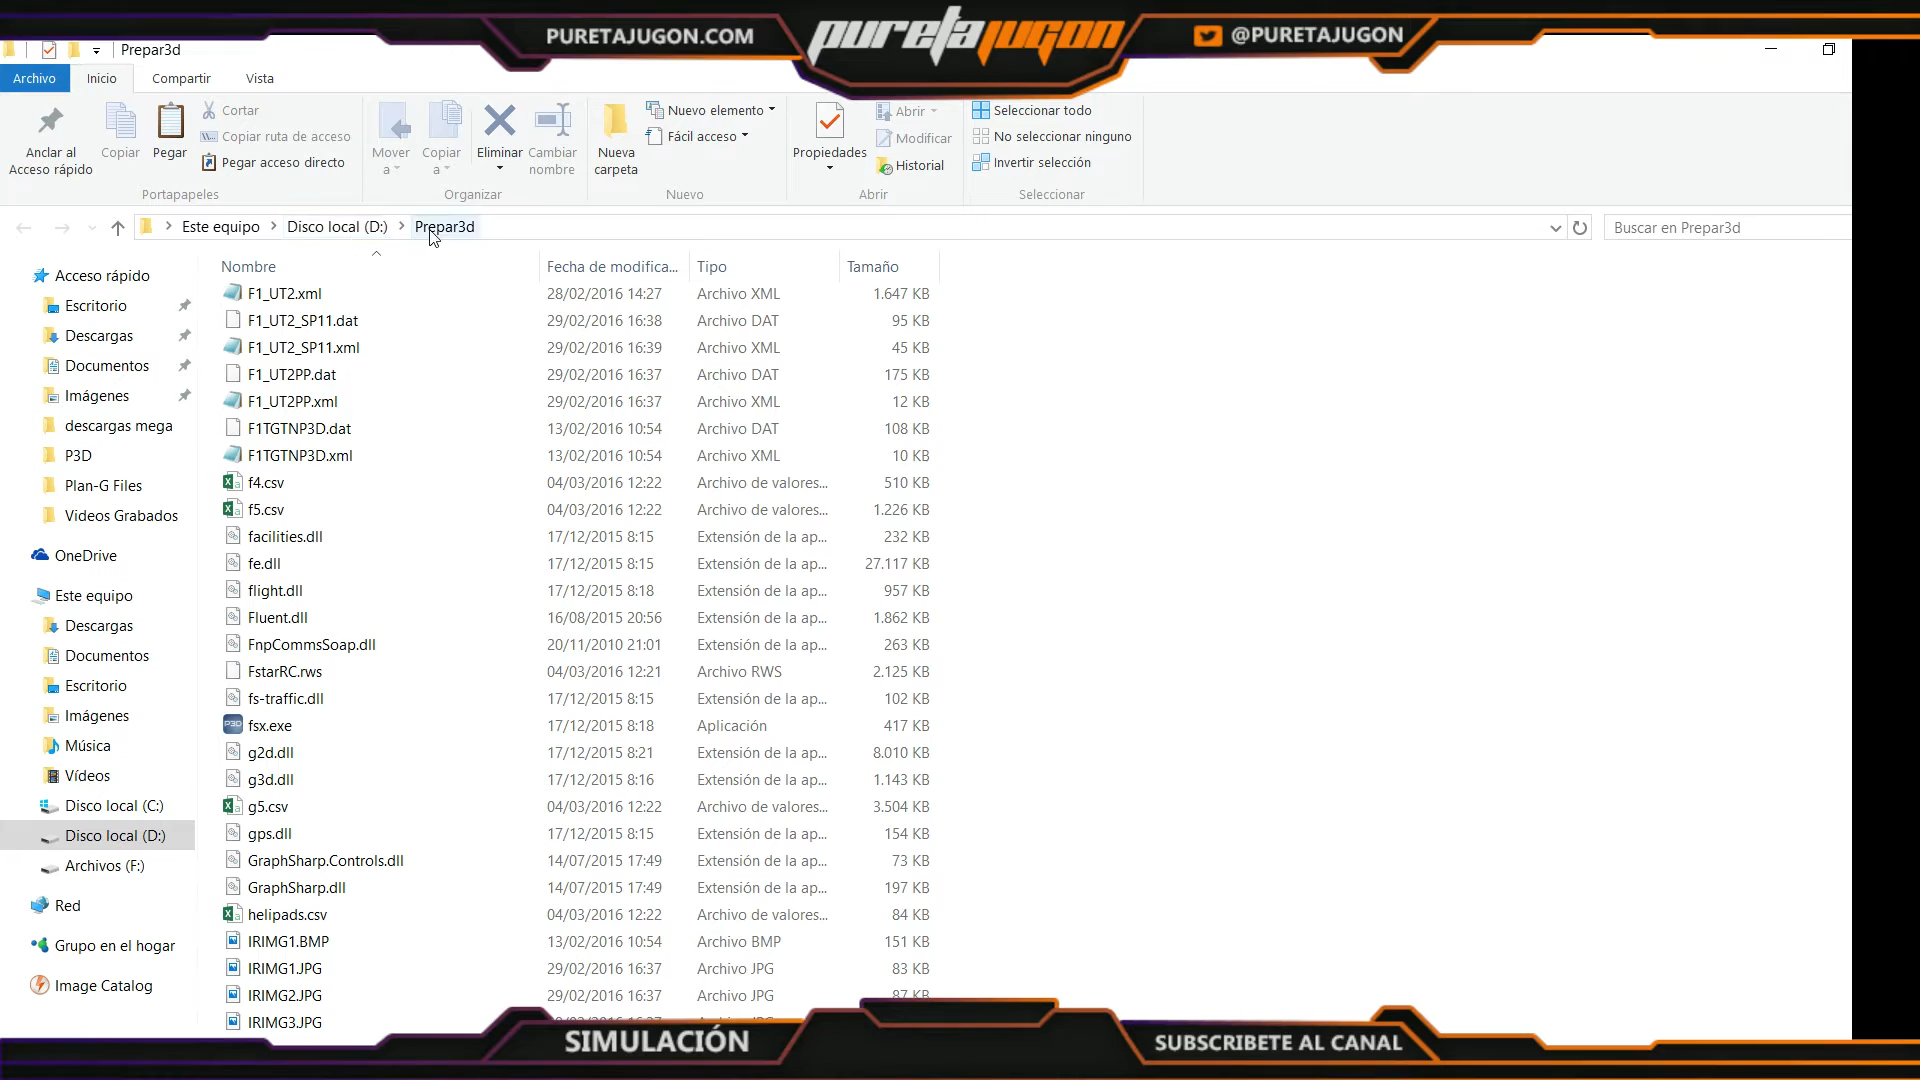 PURETAJUGON.COM
puretajugon
@PURETAJUGON
Prepar3d
Archivo
Inicio
Compartir
Vista
Anclar al
Acceso rápido
Copiar
Pegar
Cortar
Copiar ruta de acceso
Pegar acceso directo
Portapapeles
Mover
a
Copiar
a
Eliminar
Cambiar
nombre
Organizar
Nueva
carpeta
Nuevo elemento
Fácil acceso
Nuevo
Propiedades
Abrir
Modificar
Historial
Abrir
Seleccionar todo
No seleccionar ninguno
Invertir selección
Seleccionar
Este equipo
Disco local (D:)
Prepar3d
Buscar en Prepar3d
Acceso rápido
Escritorio
Descargas
Documentos
Imágenes
descargas mega
P3D
Plan-G Files
Videos Grabados
OneDrive
Este equipo
Descargas
Documentos
Escritorio
Imágenes
Música
Vídeos
Disco local (C:)
Disco local (D:)
Archivos (F:)
Red
Grupo en el hogar
Image Catalog
Nombre Fecha de modifica... Tipo Tamaño
F1_UT2.xml 28/02/2016 14:27 Archivo XML 1.647 KB
F1_UT2_SP11.dat 29/02/2016 16:38 Archivo DAT 95 KB
F1_UT2_SP11.xml 29/02/2016 16:39 Archivo XML 45 KB
F1_UT2PP.dat 29/02/2016 16:37 Archivo DAT 175 KB
F1_UT2PP.xml 29/02/2016 16:37 Archivo XML 12 KB
F1TGTNP3D.dat 13/02/2016 10:54 Archivo DAT 108 KB
F1TGTNP3D.xml 13/02/2016 10:54 Archivo XML 10 KB
f4.csv 04/03/2016 12:22 Archivo de valores... 510 KB
f5.csv 04/03/2016 12:22 Archivo de valores... 1.226 KB
facilities.dll 17/12/2015 8:15 Extensión de la ap... 232 KB
fe.dll 17/12/2015 8:15 Extensión de la ap... 27.117 KB
flight.dll 17/12/2015 8:18 Extensión de la ap... 957 KB
Fluent.dll 16/08/2015 20:56 Extensión de la ap... 1.862 KB
FnpCommsSoap.dll 20/11/2010 21:01 Extensión de la ap... 263 KB
FstarRC.rws 04/03/2016 12:21 Archivo RWS 2.125 KB
fs-traffic.dll 17/12/2015 8:15 Extensión de la ap... 102 KB
fsx.exe 17/12/2015 8:18 Aplicación 417 KB
g2d.dll 17/12/2015 8:21 Extensión de la ap... 8.010 KB
g3d.dll 17/12/2015 8:16 Extensión de la ap... 1.143 KB
g5.csv 04/03/2016 12:22 Archivo de valores... 3.504 KB
gps.dll 17/12/2015 8:15 Extensión de la ap... 154 KB
GraphSharp.Controls.dll 14/07/2015 17:49 Extensión de la ap... 73 KB
GraphSharp.dll 14/07/2015 17:49 Extensión de la ap... 197 KB
helipads.csv 04/03/2016 12:22 Archivo de valores... 84 KB
IRIMG1.BMP 13/02/2016 10:54 Archivo BMP 151 KB
IRIMG1.JPG 29/02/2016 16:37 Archivo JPG 83 KB
IRIMG2.JPG 29/02/2016 16:37 Archivo JPG 87 KB
IRIMG3.JPG
SIMULACIÓN
SUBSCRIBETE AL CANAL